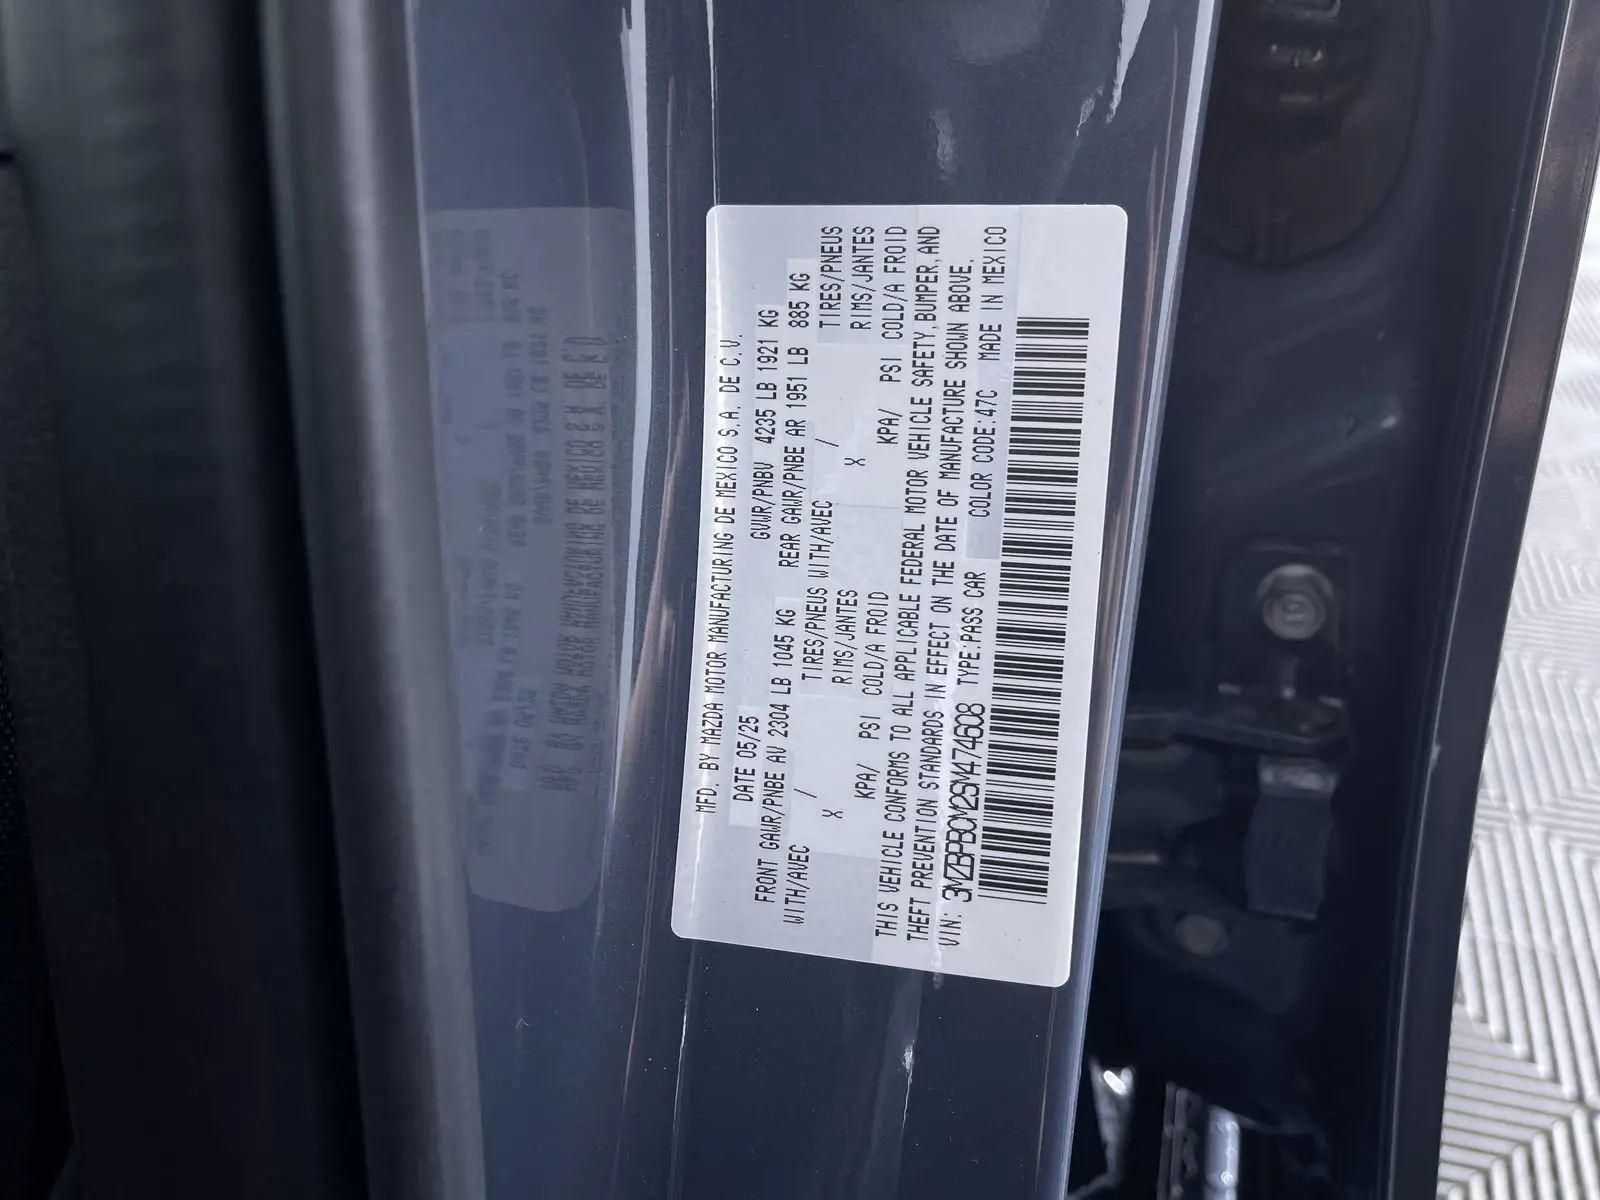 MFD. BY MAZDA MOTOR MANUFACTURING DE MEXICO S.A. DE C.V.
DATE 05/25 GVWR/PNBV 4235 LB 1921 KG
FRONT GAWR/PNBE AV 2304 LB 1045 KG REAR GAWR/PNBE AR 1951 LB 885 KG
WITH/AVEC / TIRES/PNEUS WITH/AVEC / TIRES/PNEUS
X RIMS/JANTES X RIMS/JANTES
KPA/ PSI COLD/A FROID KPA/ PSI COLD/A FROID
THIS VEHICLE CONFORMS TO ALL APPLICABLE FEDERAL MOTOR VEHICLE SAFETY, BUMPER, AND
THEFT PREVENTION STANDARDS IN EFFECT ON THE DATE OF MANUFACTURE SHOWN ABOVE.
VIN: 3MZBPBCM2SM474608 TYPE:PASS CAR COLOR CODE:47C MADE IN MEXICO